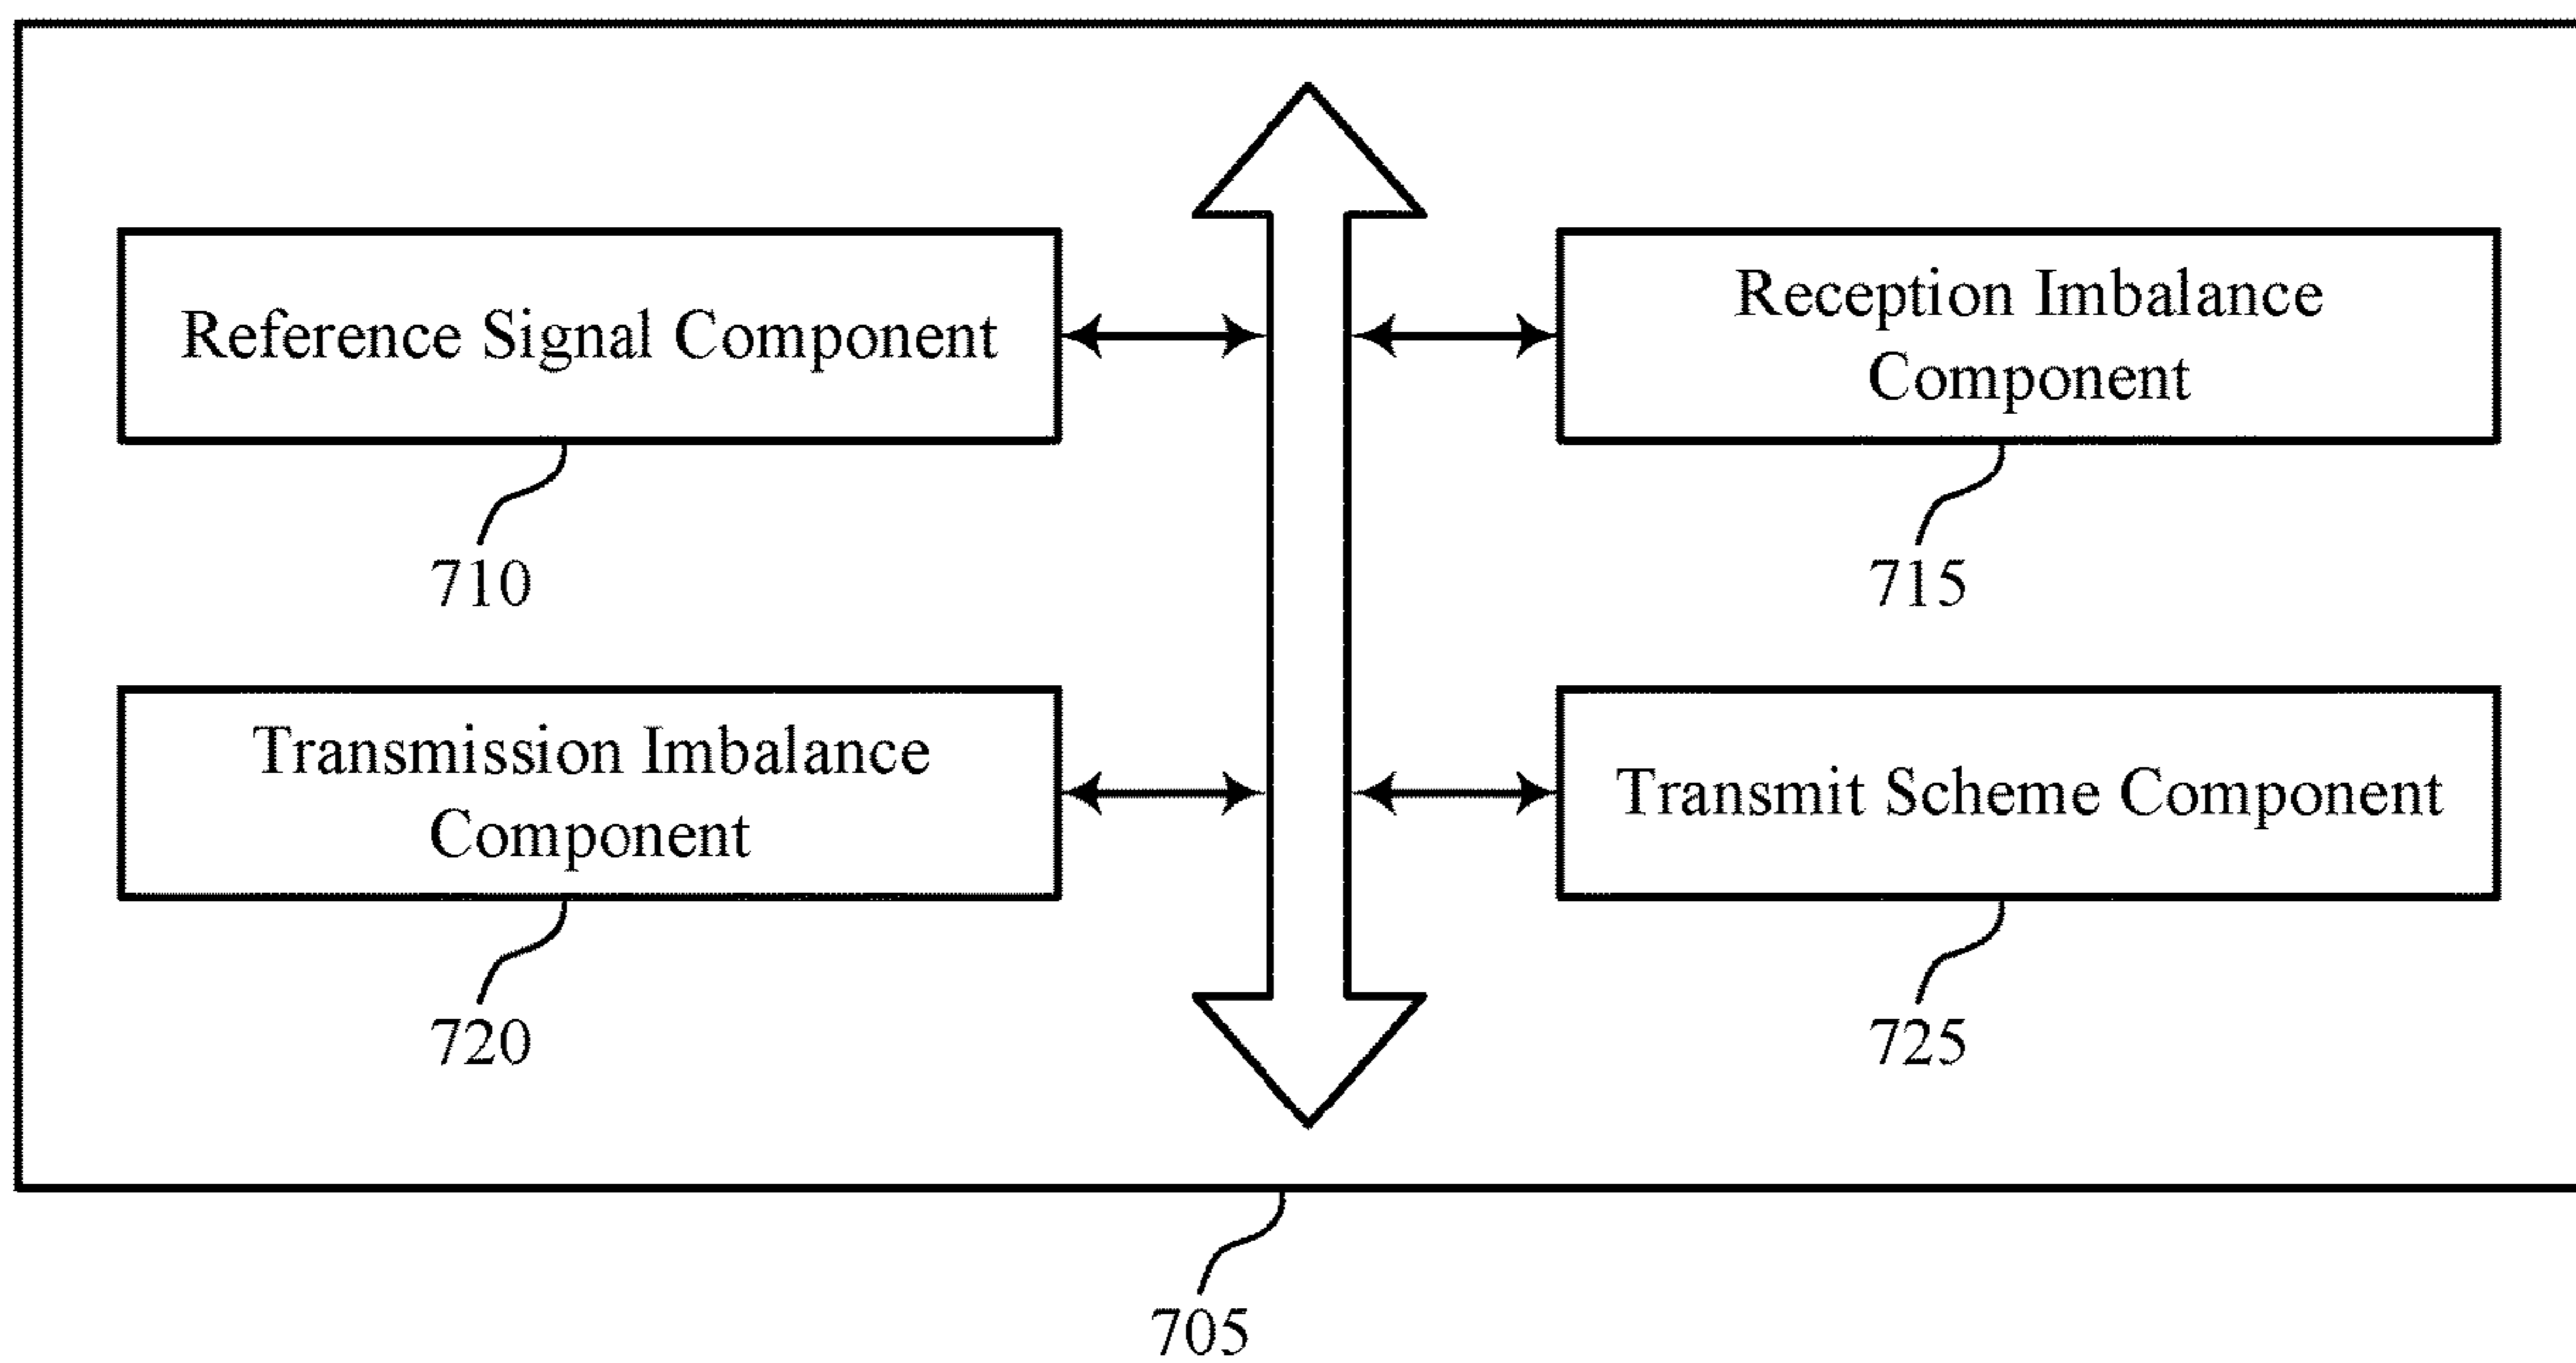 Reference Signal Component
710
Reception Imbalance
Component
715
Transmission Imbalance
Component
720
Transmit Scheme Component
725
705